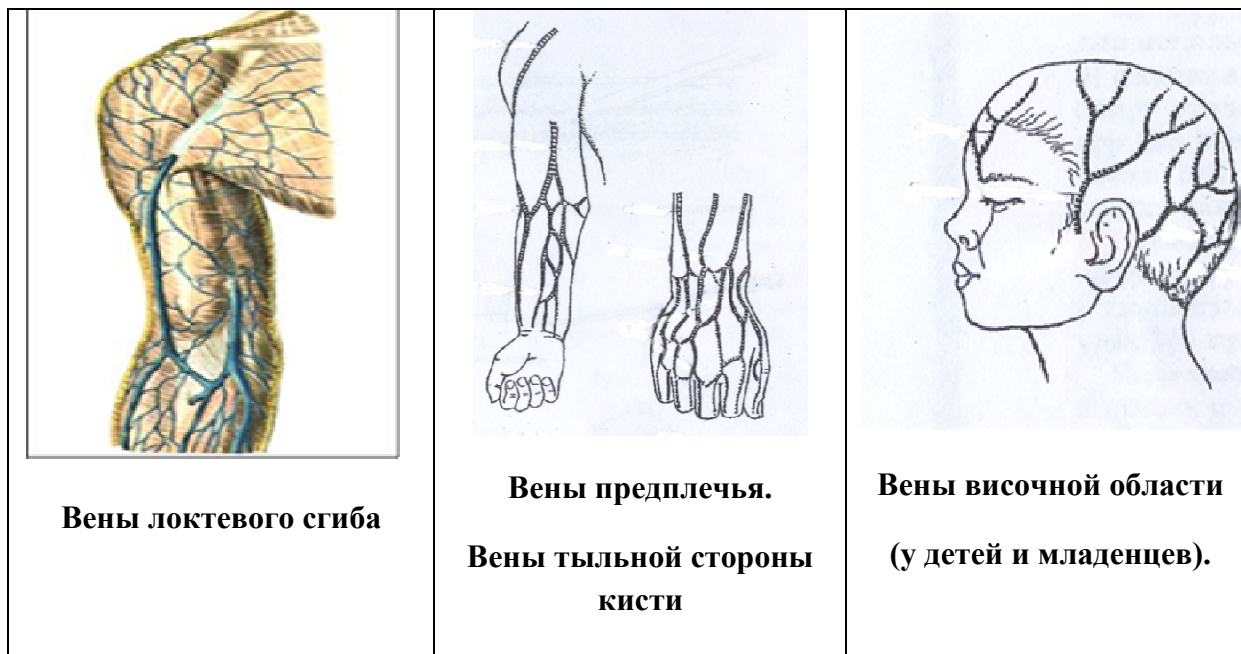 Вены локтевого сгиба
Вены предплечья.
Вены тыльной стороны
кисти
Вены височной области
(у детей и младенцев).